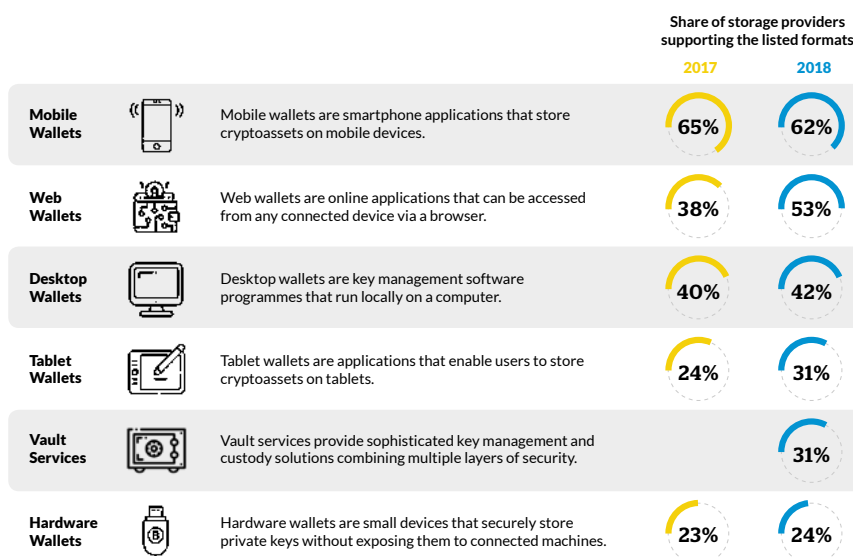 Share of storage providers
supporting the listed formats
2017 2018
Mobile
Wallets
Mobile wallets are smartphone applications that store
cryptoassets on mobile devices.
65% 62%
Web
Wallets
Web wallets are online applications that can be accessed
from any connected device via a browser.
38% 53%
Desktop
Wallets
Desktop wallets are key management software
programmes that run locally on a computer.
40% 42%
Tablet
Wallets
Tablet wallets are applications that enable users to store
cryptoassets on tablets.
24% 31%
Vault
Services
Vault services provide sophisticated key management and
custody solutions combining multiple layers of security.
31%
Hardware
Wallets
Hardware wallets are small devices that securely store
private keys without exposing them to connected machines.
23% 24%